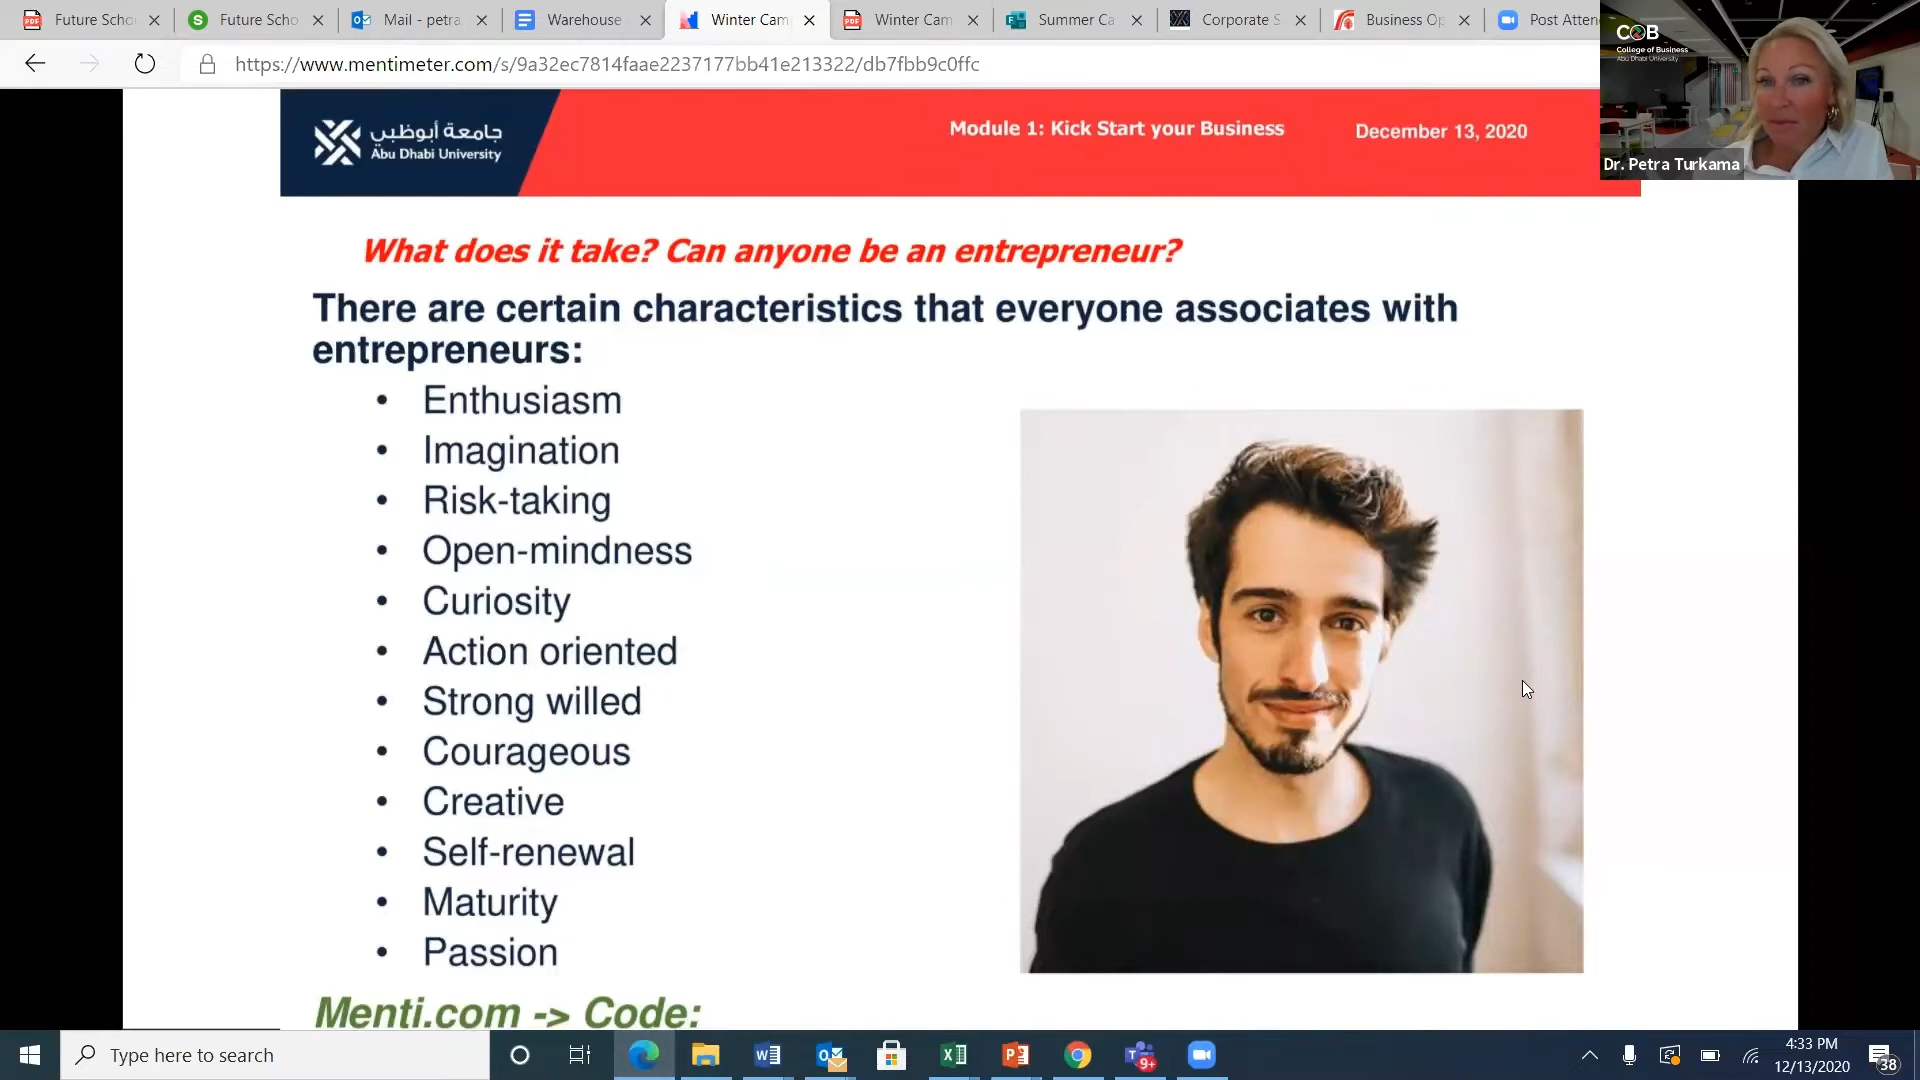 Future Scho
Future Scho
Mail - petra.
Warehouse
Winter Cam
Winter Cam
Summer Ca
Corporate S
Business Op
Post Atten
https://www.mentimeter.com/s/9a32ec7814faae2237177bb41e213322/db7fbb9c0ffc
COB
College of Business
Abu Dhabi University
Dr. Petra Turkama
جامعة أبوظبي
Abu Dhabi University
Module 1: Kick Start your Business
December 13, 2020
What does it take? Can anyone be an entrepreneur?
There are certain characteristics that everyone associates with
entrepreneurs:
• Enthusiasm
• Imagination
• Risk-taking
• Open-mindness
• Curiosity
• Action oriented
• Strong willed
• Courageous
• Creative
• Self-renewal
• Maturity
• Passion
Menti.com -> Code:
Type here to search
9+
4:33 PM
12/13/2020
38